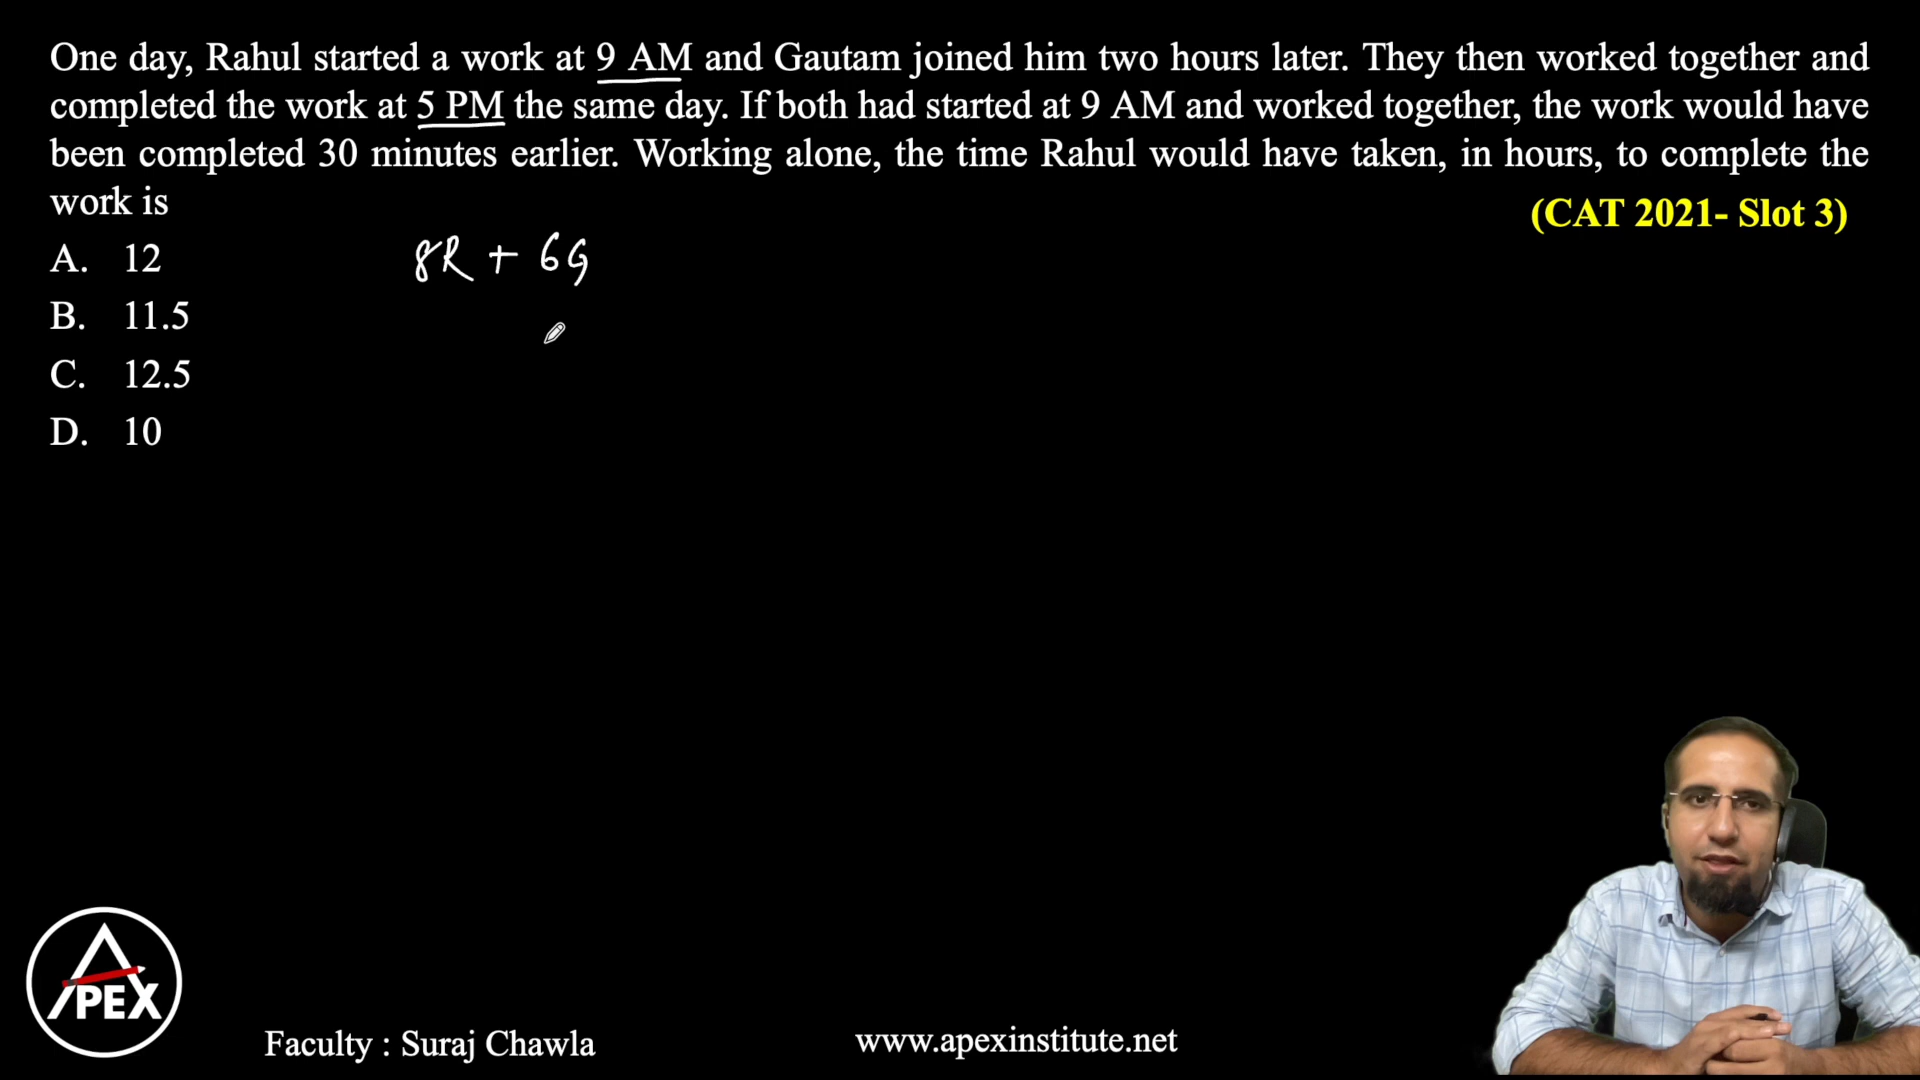 One day, Rahul started a work at 9 AM and Gautam joined him two hours later. They then worked together and
completed the work at 5 PM the same day. If both had started at 9 AM and worked together, the work would have
been completed 30 minutes earlier. Working alone, the time Rahul would have taken, in hours, to complete the
work is
(CAT 2021- Slot 3)
A. 12
8R + 6G
B. 11.5
C. 12.5
D. 10
APEX
Faculty : Suraj Chawla
www.apexinstitute.net